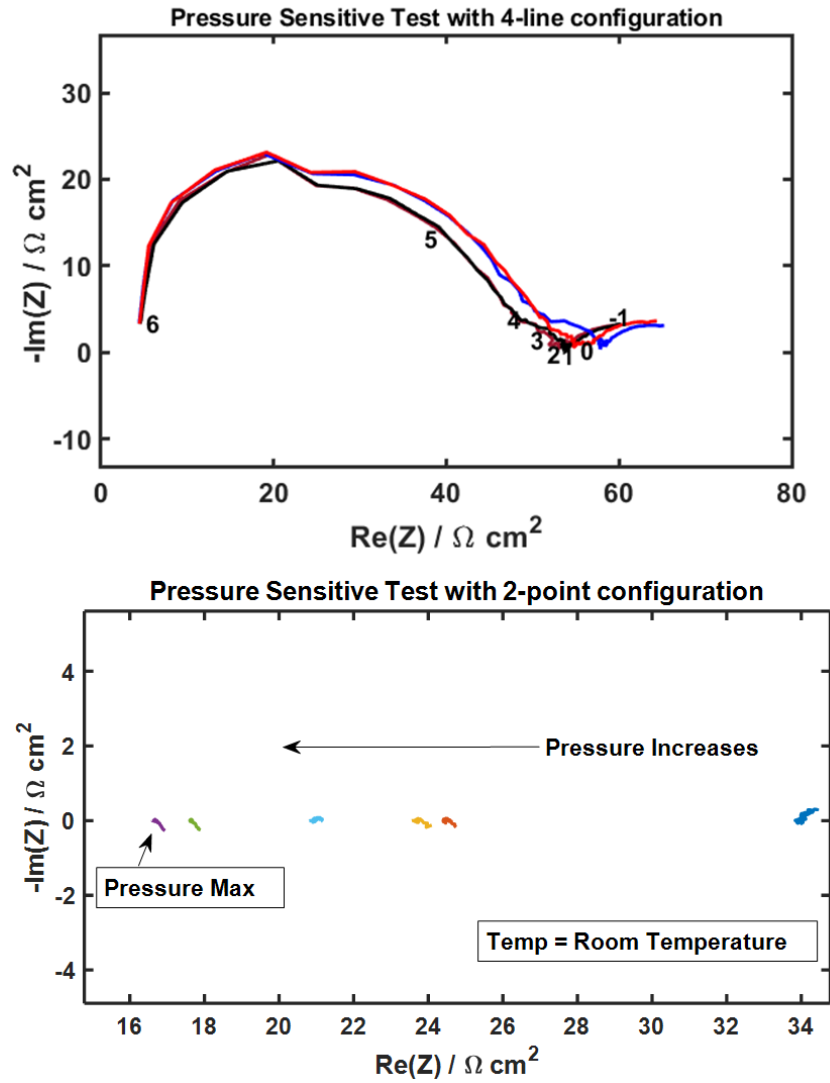 Pressure Sensitive Test with 4-line configuration
-Im(Z) / Ω cm²
30
20
10
0
-10
6
5
4
3
2
1
0
-1
0 20 40 60 80
Re(Z) / Ω cm²
Pressure Sensitive Test with 2-point configuration
-Im(Z) / Ω cm²
4
2
0
-2
-4
Pressure Increases
Pressure Max
Temp = Room Temperature
16 18 20 22 24 26 28 30 32 34
Re(Z) / Ω cm²